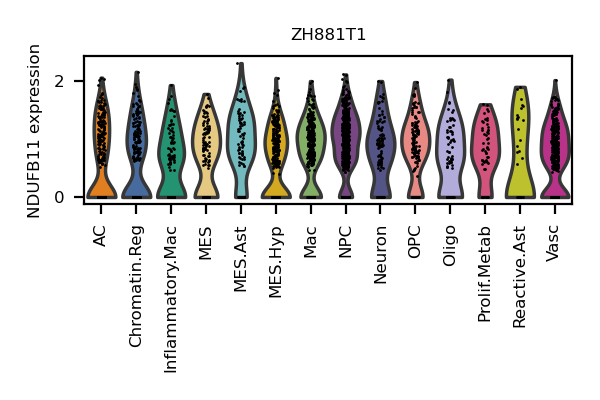 ZH881T1
NDUFB11 expression
2
0
AC
Chromatin.Reg
Inflammatory.Mac
MES
MES.Ast
MES.Hyp
Mac
NPC
Neuron
OPC
Oligo
Prolif.Metab
Reactive.Ast
Vasc